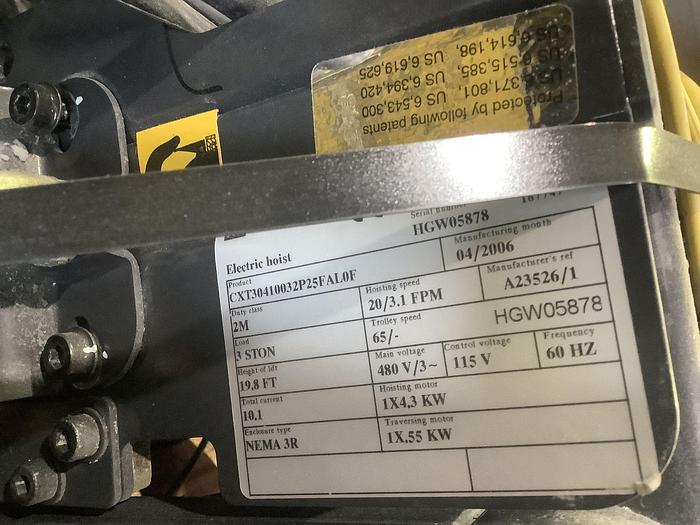 Protected by following patents
US 6,371,801, US 6,543,300
US 6,515,385, US 6,394,420
US 6,614,198, US 6,619,625
Serial number
HGW05878
Electric hoist
Manufacturing month
04/2006
Product
CXT30410032P25FAL0F
Manufacturer's ref
A23526/1
Duty class
2M
Hoisting speed
20/3.1 FPM
HGW05878
Load
3 STON
Trolley speed
65/-
Height of lift
19,8 FT
Main voltage
480 V/3~
Control voltage
115 V
Frequency
60 HZ
Total current
10,1
Hoisting motor
1X4,3 KW
Enclosure type
NEMA 3R
Traversing motor
1X,55 KW